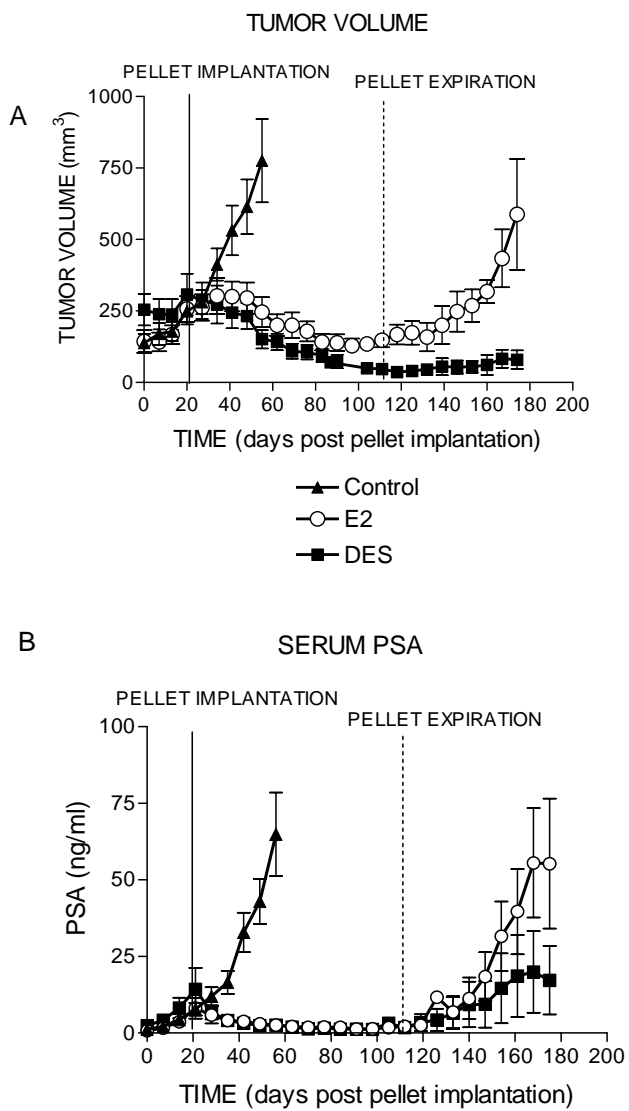 TUMOR VOLUME
PELLET IMPLANTATION
PELLET EXPIRATION
A
TUMOR VOLUME (mm³)
1000
750
500
250
0
0 20 40 60 80 100 120 140 160 180 200
TIME (days post pellet implantation)
Control
E2
DES
B
SERUM PSA
PELLET IMPLANTATION
PELLET EXPIRATION
PSA (ng/ml)
100
75
50
25
0
0 20 40 60 80 100 120 140 160 180 200
TIME (days post pellet implantation)